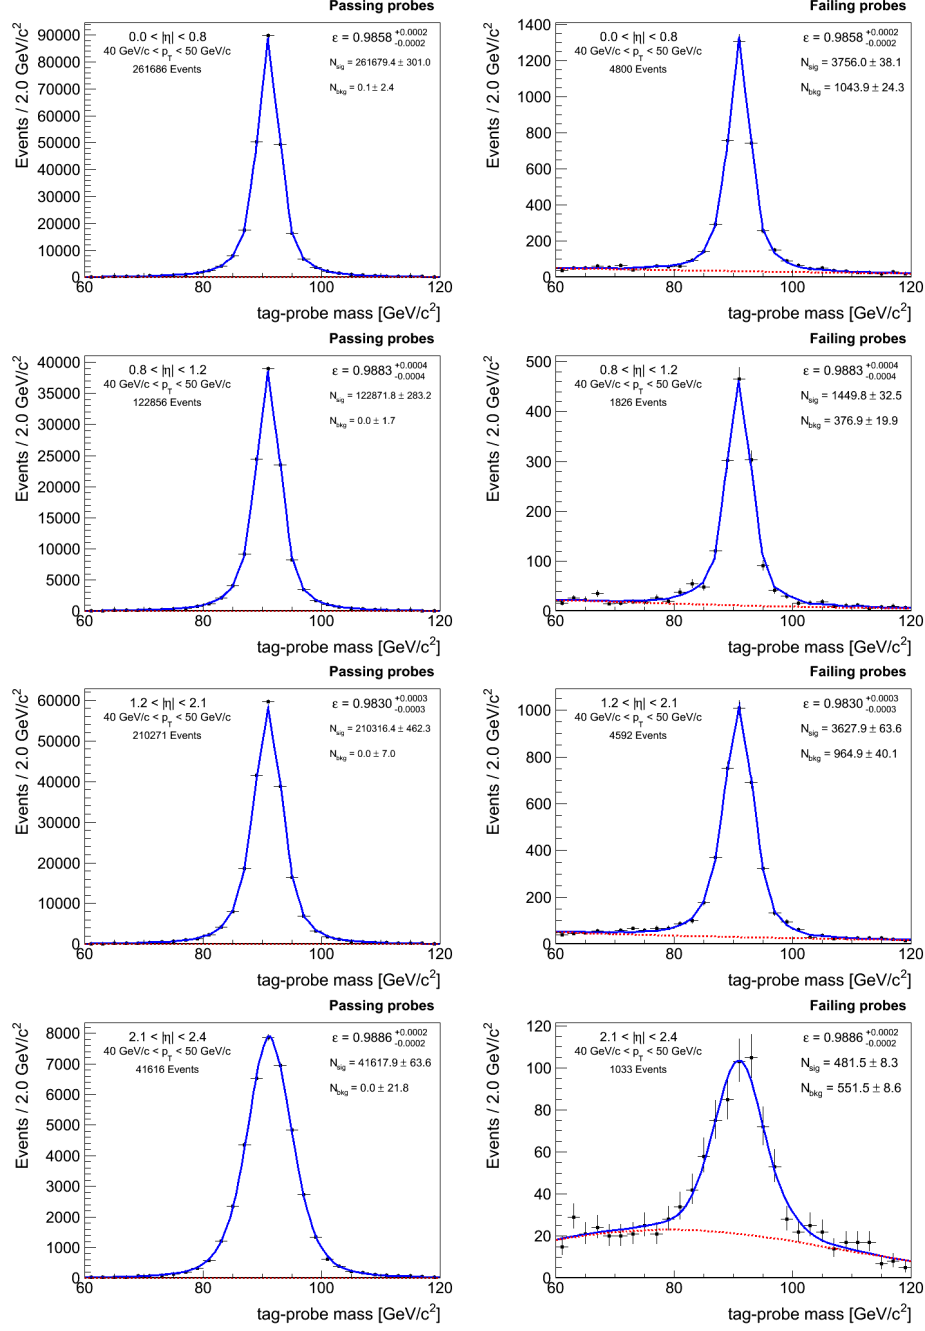 Passing probes
Events / 2.0 GeV/c²
0.0 < |η| < 0.8
40 GeV/c < p_T < 50 GeV/c
261686 Events
ε = 0.9858 +0.0002 -0.0002
N_sig = 261679.4 ± 301.0
N_bkg = 0.1 ± 2.4
90000
80000
70000
60000
50000
40000
30000
20000
10000
0
60 80 100 120
tag-probe mass [GeV/c²]
Failing probes
Events / 2.0 GeV/c²
0.0 < |η| < 0.8
40 GeV/c < p_T < 50 GeV/c
4800 Events
ε = 0.9858 +0.0002 -0.0002
N_sig = 3756.0 ± 38.1
N_bkg = 1043.9 ± 24.3
1400
1200
1000
800
600
400
200
0
60 80 100 120
tag-probe mass [GeV/c²]
Passing probes
Events / 2.0 GeV/c²
0.8 < |η| < 1.2
40 GeV/c < p_T < 50 GeV/c
122856 Events
ε = 0.9883 +0.0004 -0.0004
N_sig = 122871.8 ± 283.2
N_bkg = 0.0 ± 1.7
40000
35000
30000
25000
20000
15000
10000
5000
0
60 80 100 120
tag-probe mass [GeV/c²]
Failing probes
Events / 2.0 GeV/c²
0.8 < |η| < 1.2
40 GeV/c < p_T < 50 GeV/c
1826 Events
ε = 0.9883 +0.0004 -0.0004
N_sig = 1449.8 ± 32.5
N_bkg = 376.9 ± 19.9
500
400
300
200
100
0
60 80 100 120
tag-probe mass [GeV/c²]
Passing probes
Events / 2.0 GeV/c²
1.2 < |η| < 2.1
40 GeV/c < p_T < 50 GeV/c
210271 Events
ε = 0.9830 +0.0003 -0.0003
N_sig = 210316.4 ± 462.3
N_bkg = 0.0 ± 7.0
60000
50000
40000
30000
20000
10000
0
60 80 100 120
tag-probe mass [GeV/c²]
Failing probes
Events / 2.0 GeV/c²
1.2 < |η| < 2.1
40 GeV/c < p_T < 50 GeV/c
4592 Events
ε = 0.9830 +0.0003 -0.0003
N_sig = 3627.9 ± 63.6
N_bkg = 964.9 ± 40.1
1000
800
600
400
200
0
60 80 100 120
tag-probe mass [GeV/c²]
Passing probes
Events / 2.0 GeV/c²
2.1 < |η| < 2.4
40 GeV/c < p_T < 50 GeV/c
41616 Events
ε = 0.9886 +0.0002 -0.0002
N_sig = 41617.9 ± 63.6
N_bkg = 0.0 ± 21.8
8000
7000
6000
5000
4000
3000
2000
1000
0
60 80 100 120
tag-probe mass [GeV/c²]
Failing probes
Events / 2.0 GeV/c²
2.1 < |η| < 2.4
40 GeV/c < p_T < 50 GeV/c
1033 Events
ε = 0.9886 +0.0002 -0.0002
N_sig = 481.5 ± 8.3
N_bkg = 551.5 ± 8.6
120
100
80
60
40
20
0
60 80 100 120
tag-probe mass [GeV/c²]